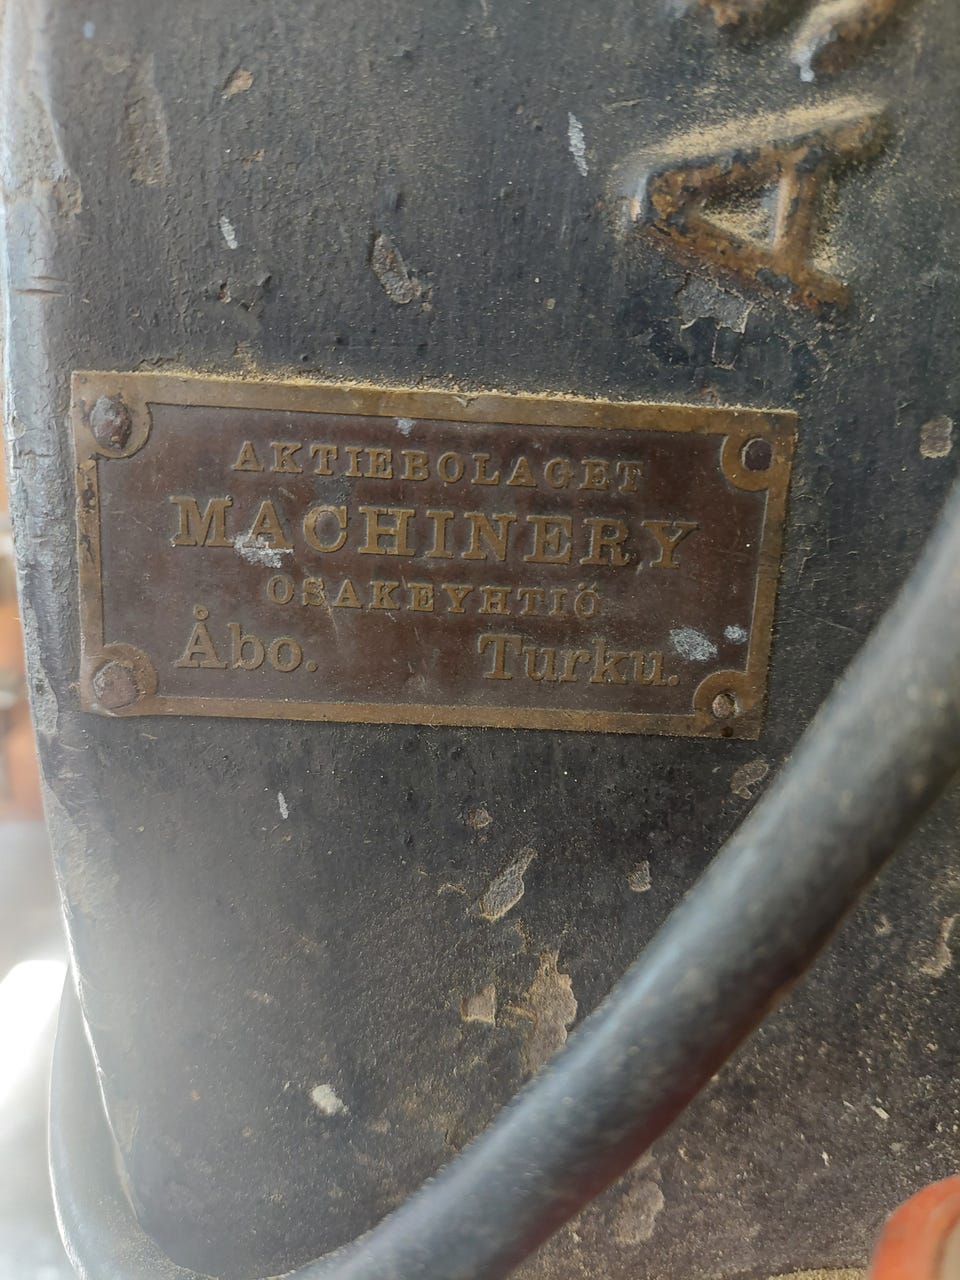 A
AKTIEBOLAGET
MACHINERY
OSAKEYHTIÖ
Åbo. Turku.